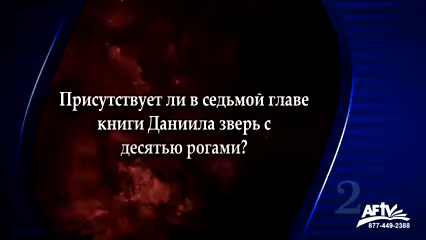 Присутствует ли в седьмой главе
книги Даниила зверь с
десятью рогами?
2
AFTV
877-449-2388